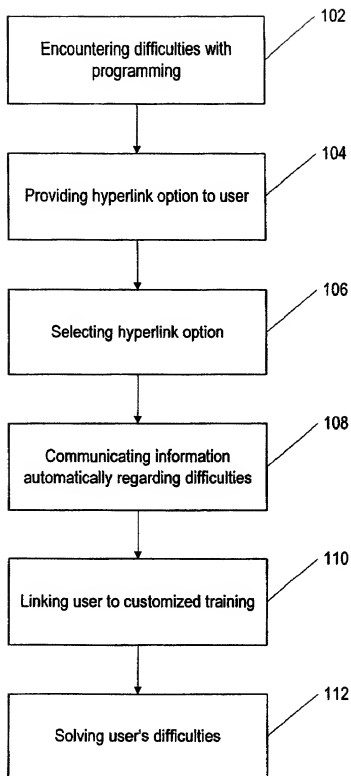 102
Encountering difficulties with
programming
104
Providing hyperlink option to user
106
Selecting hyperlink option
108
Communicating information
automatically regarding difficulties
110
Linking user to customized training
112
Solving user's difficulties